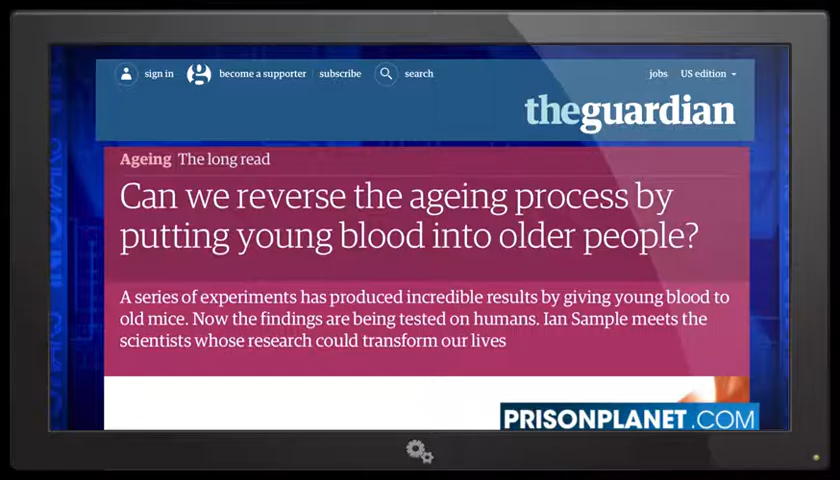 sign in become a supporter subscribe search jobs US edition
theguardian
Ageing The long read
Can we reverse the ageing process by
putting young blood into older people?
A series of experiments has produced incredible results by giving young blood to
old mice. Now the findings are being tested on humans. Ian Sample meets the
scientists whose research could transform our lives
PRISONPLANET.COM